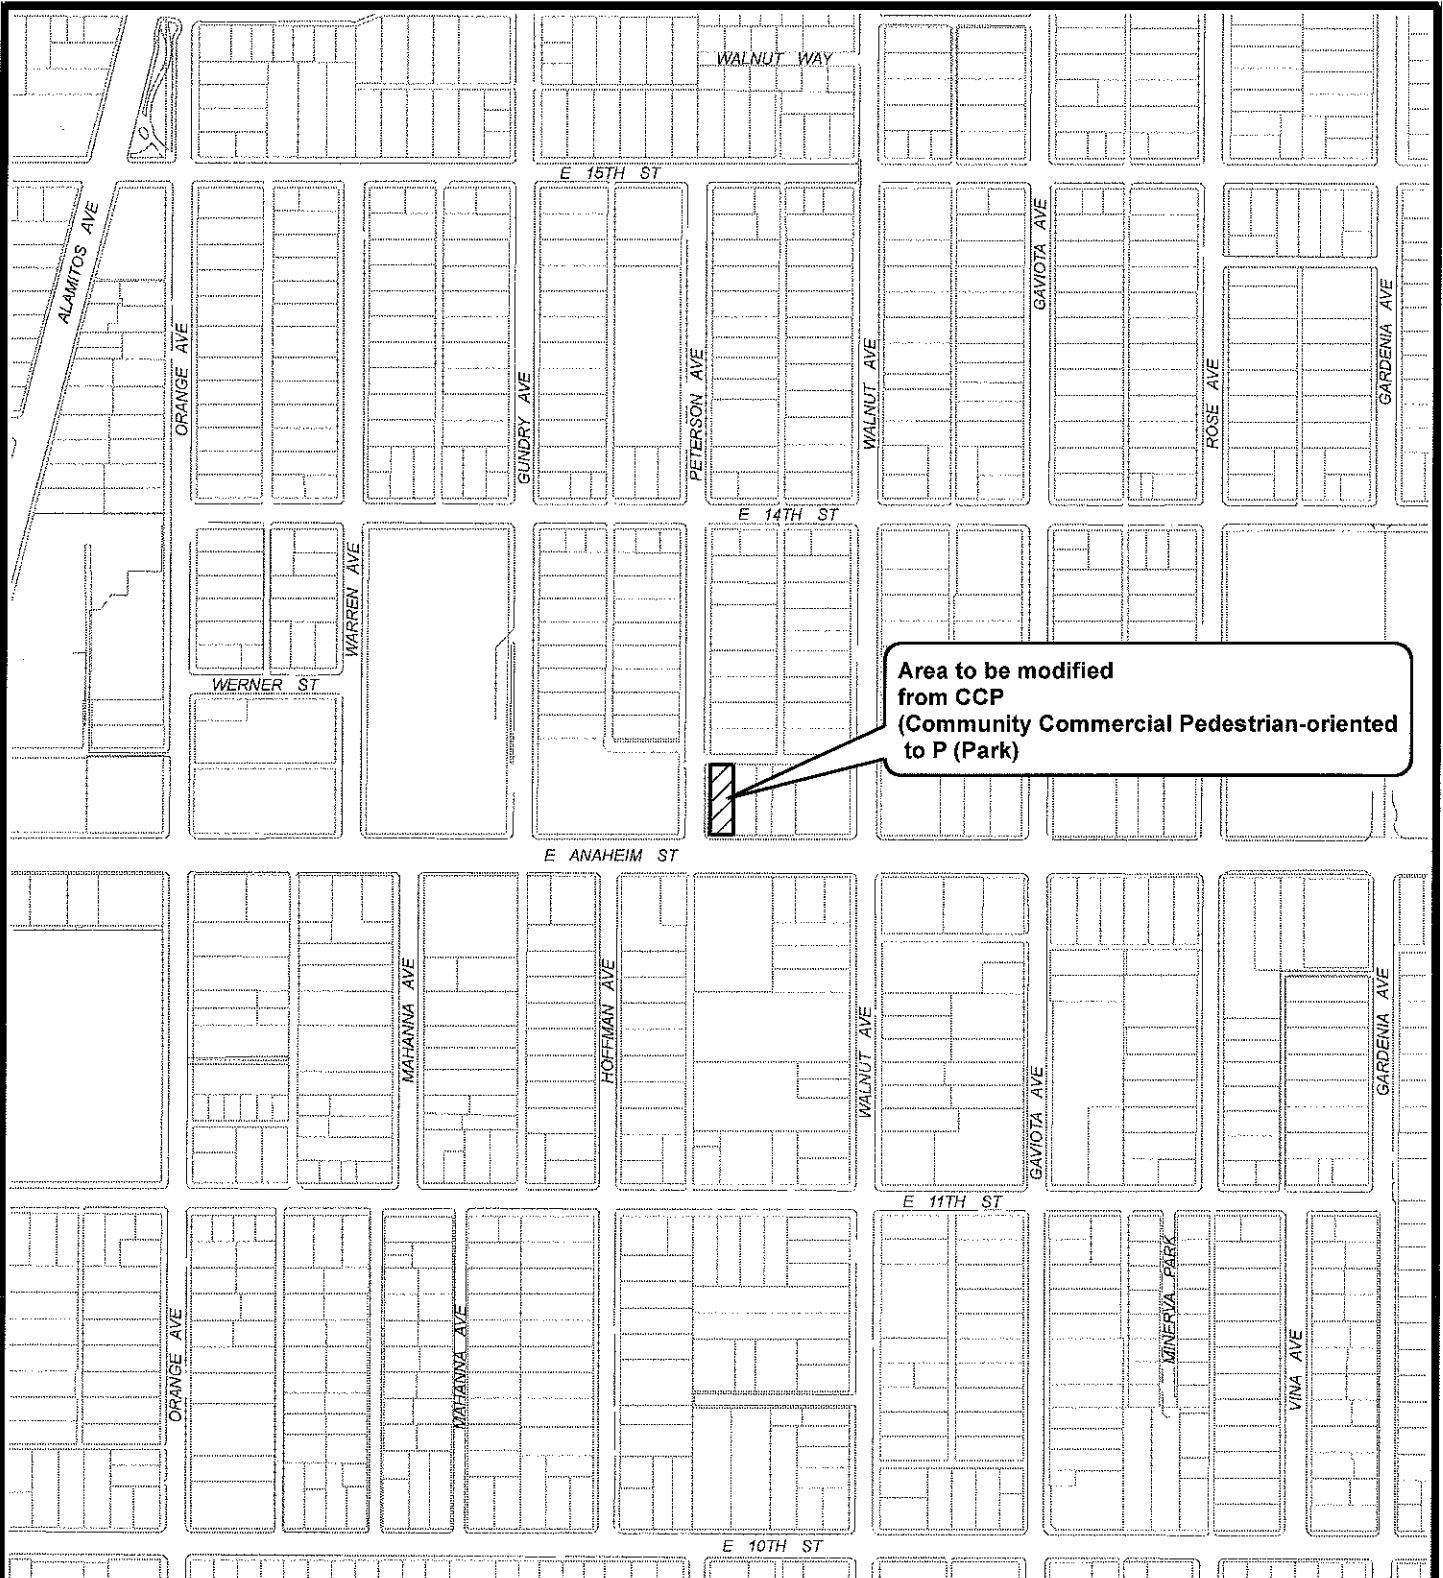 WALNUT WAY
E 15TH ST
ALAMITOS AVE
ORANGE AVE
GUNDRY AVE
PETERSON AVE
WALNUT AVE
GAVIOTA AVE
ROSE AVE
GARDENIA AVE
E 14TH ST
WARREN AVE
WERNER ST
Area to be modified
from CCP
(Community Commercial Pedestrian-oriented
to P (Park)
E ANAHEIM ST
MAHANNA AVE
HOFFMAN AVE
WALNUT AVE
GAVIOTA AVE
GARDENIA AVE
E 11TH ST
ORANGE AVE
MAHANNA AVE
MINERVA PARK
VINA AVE
E 10TH ST